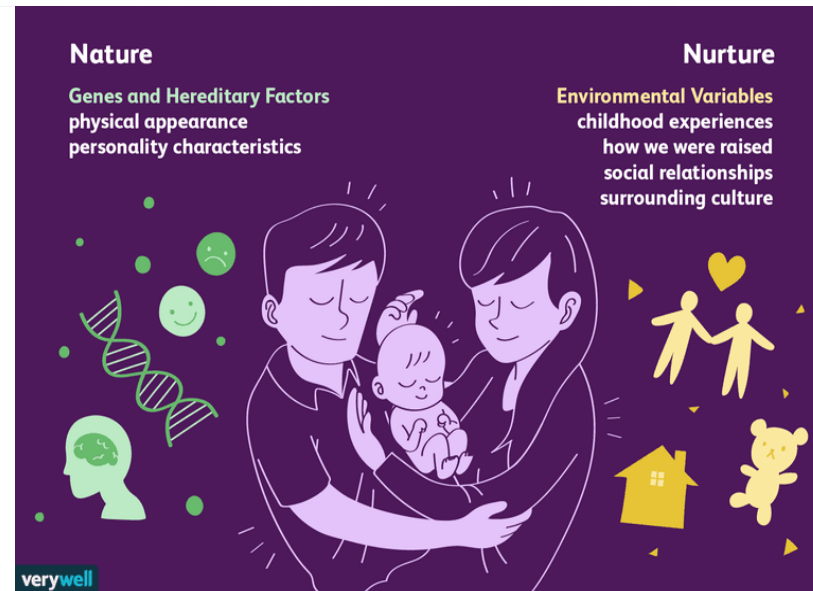 Nature
Genes and Hereditary Factors
physical appearance
personality characteristics
Nurture
Environmental Variables
childhood experiences
how we were raised
social relationships
surrounding culture
verywell